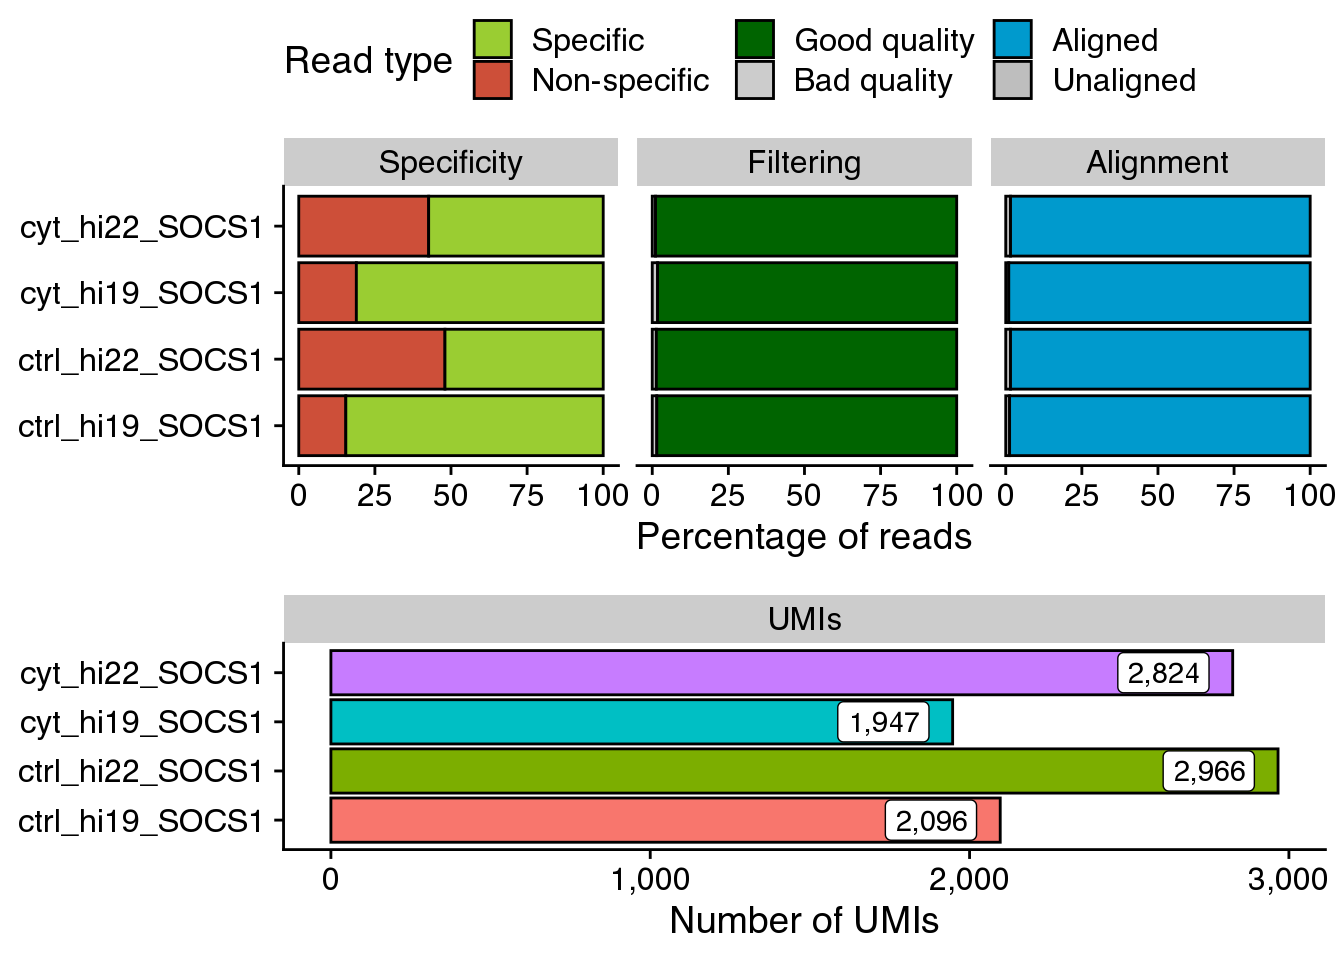 Read type
Specific
Good quality
Aligned
Non-specific
Bad quality
Unaligned
Specificity
Filtering
Alignment
cyt_hi22_SOCS1
cyt_hi19_SOCS1
ctrl_hi22_SOCS1
ctrl_hi19_SOCS1
0 25 50 75 100
0 25 50 75 100
0 25 50 75 100
Percentage of reads
UMIs
cyt_hi22_SOCS1
2,824
cyt_hi19_SOCS1
1,947
ctrl_hi22_SOCS1
2,966
ctrl_hi19_SOCS1
2,096
0 1,000 2,000 3,000
Number of UMIs